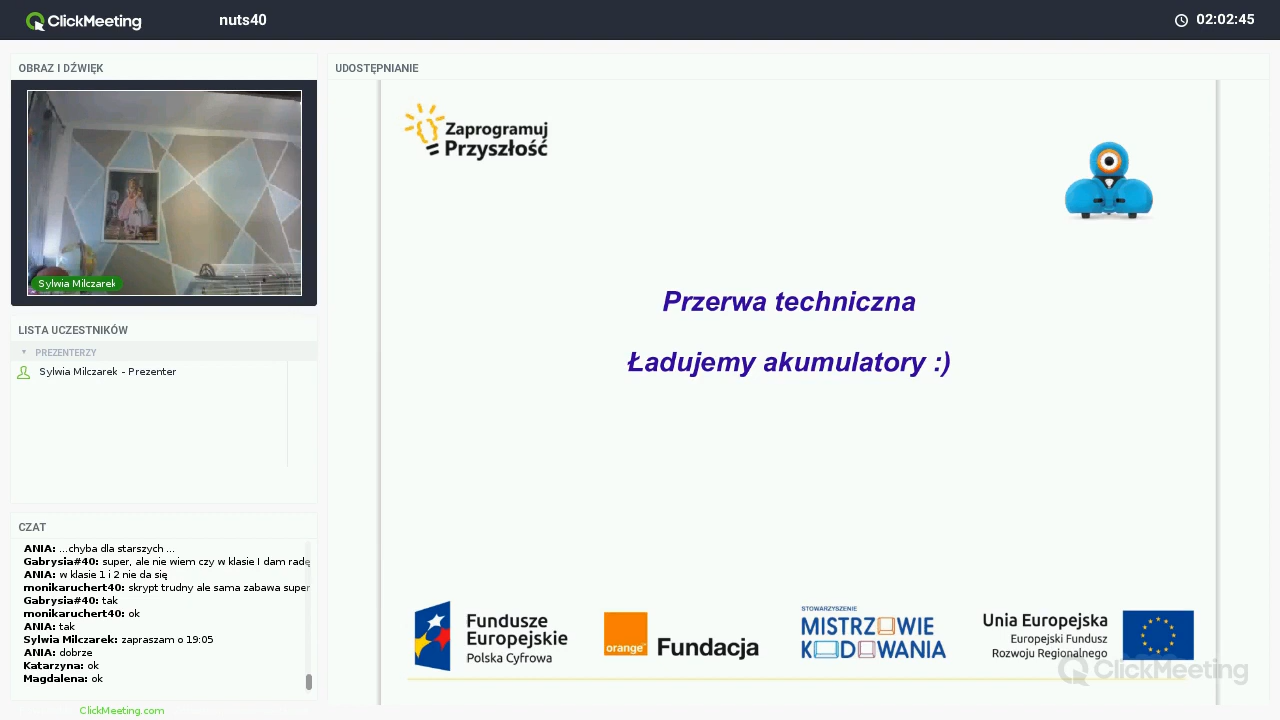 ClickMeeting
nuts40
02:02:45
OBRAZ I DŹWIĘK
Sylwia Milczarek
LISTA UCZESTNIKÓW
PREZENTERZY
Sylwia Milczarek - Prezenter
CZAT
ANIA: ...chyba dla starszych ...
Gabrysia#40: super, ale nie wiem czy w klasie I dam radę
ANIA: w klasie 1 i 2 nie da się
monikaruchert40: skrypt trudny ale sama zabawa super
Gabrysia#40: tak
monikaruchert40: ok
ANIA: tak
Sylwia Milczarek: zapraszam o 19:05
ANIA: dobrze
Katarzyna: ok
Magdalena: ok
ClickMeeting.com
UDOSTĘPNIANIE
Zaprogramuj
Przyszłość
Przerwa techniczna
Ładujemy akumulatory :)
Fundusze
Europejskie
Polska Cyfrowa
orange
Fundacja
STOWARZYSZENIE
MISTRZOWIE
KODOWANIA
Unia Europejska
Europejski Fundusz
Rozwoju Regionalnego
ClickMeeting